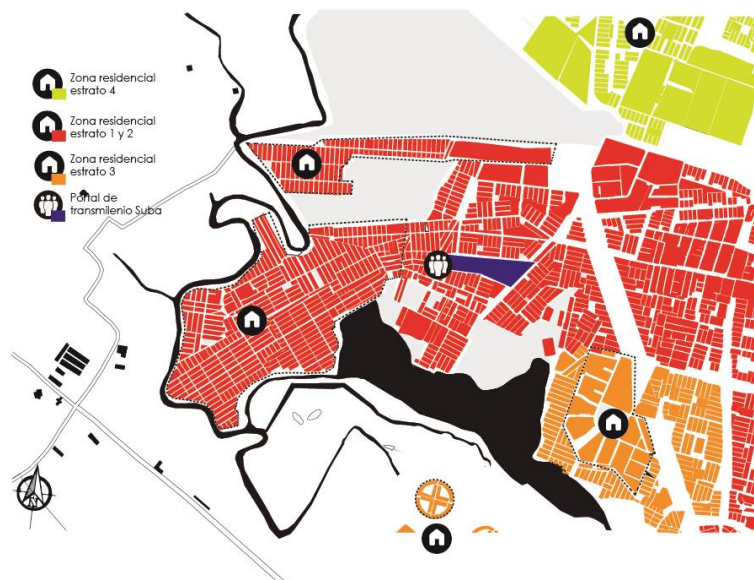 Zona residencial
estrato 4
Zona residencial
estrato 1 y 2
Zona residencial
estrato 3
Portal de
transmilenio Suba
N